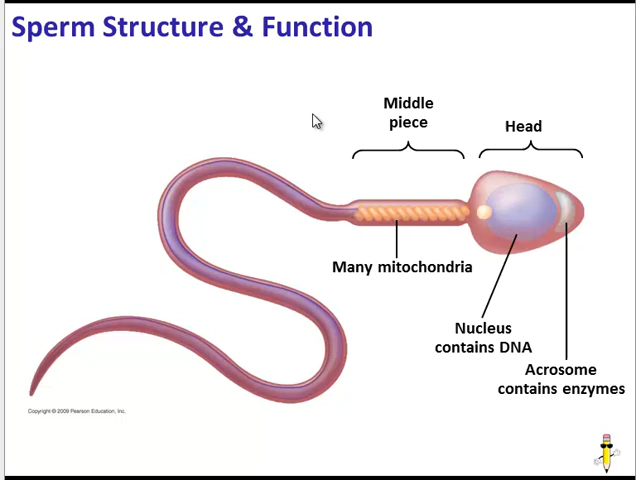 Sperm Structure & Function
Middle
piece
Head
Many mitochondria
Nucleus
contains DNA
Acrosome
contains enzymes
Copyright © 2009 Pearson Education, Inc.